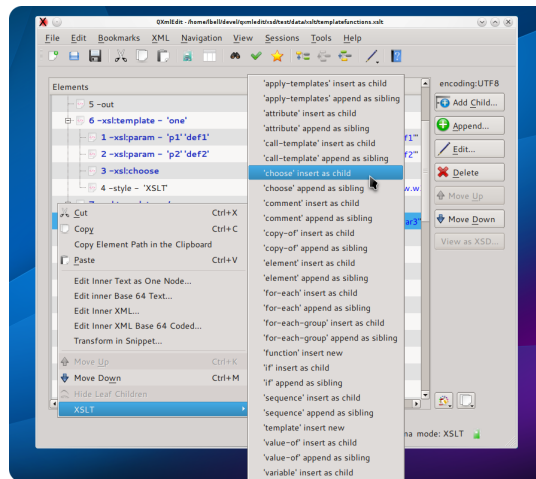 QXmlEdit - /home/lbell/devel/qxmledit/xsd/test/data/xslt/templatefunctions.xslt
File Edit Bookmarks XML Navigation View Sessions Tools Help
Elements
5 ~out
6 ~xsl:template - 'one'
1 ~xsl:param - 'p1' 'def1'
2 ~xsl:param - 'p2' 'def2'
3 ~xsl:choose
4 ~style - 'XSLT'
f1"
f2"
w.w
ar3"
encoding:UTF8
Add Child...
Append...
Edit...
Delete
Move Up
Move Down
View as XSD...
Cut Ctrl+X
Copy Ctrl+C
Copy Element Path in the Clipboard
Paste Ctrl+V
Edit Inner Text as One Node...
Edit inner Base 64 Text...
Edit Inner XML...
Edit Inner XML Base 64 Coded...
Transform in Snippet...
Move Up Ctrl+K
Move Down Ctrl+M
Hide Leaf Children
XSLT
'apply-templates' insert as child
'apply-templates' append as sibling
'attribute' insert as child
'attribute' append as sibling
'call-template' insert as child
'call-template' append as sibling
'choose' insert as child
'choose' append as sibling
'comment' insert as child
'comment' append as sibling
'copy-of' insert as child
'copy-of' append as sibling
'element' insert as child
'element' append as sibling
'for-each' insert as child
'for-each' append as sibling
'for-each-group' insert as child
'for-each-group' append as sibling
'function' insert new
'if' insert as child
'if' append as sibling
'sequence' insert as child
'sequence' append as sibling
'template' insert new
'value-of' insert as child
'value-of' append as sibling
'variable' insert as child
ma mode: XSLT